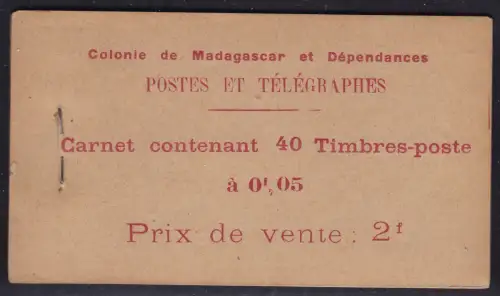 Colonie de Madagascar et Dépendances
POSTES ET TÉLÉGRAPHES
Carnet contenant 40 Timbres-poste
à 0f,05
Prix de vente : 2f